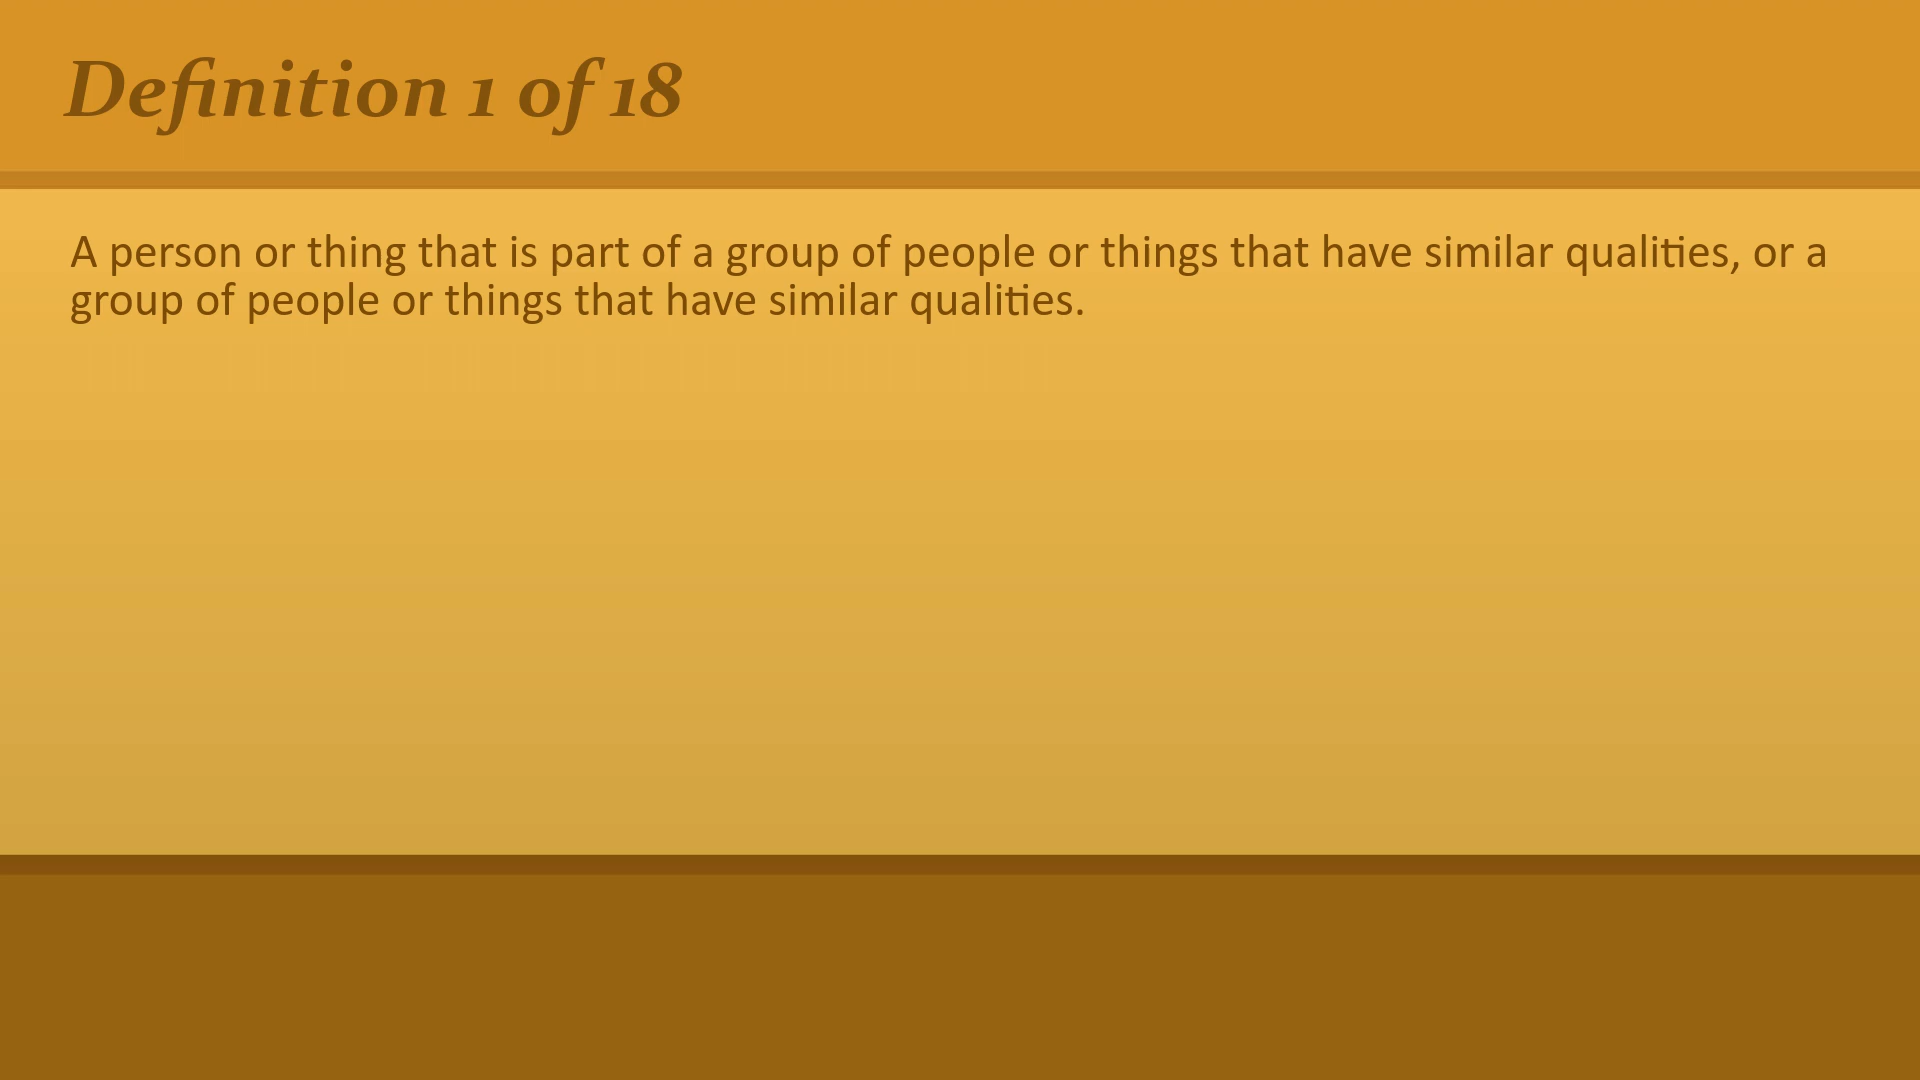 Definition 1 of 18
A person or thing that is part of a group of people or things that have similar qualities, or a
group of people or things that have similar qualities.